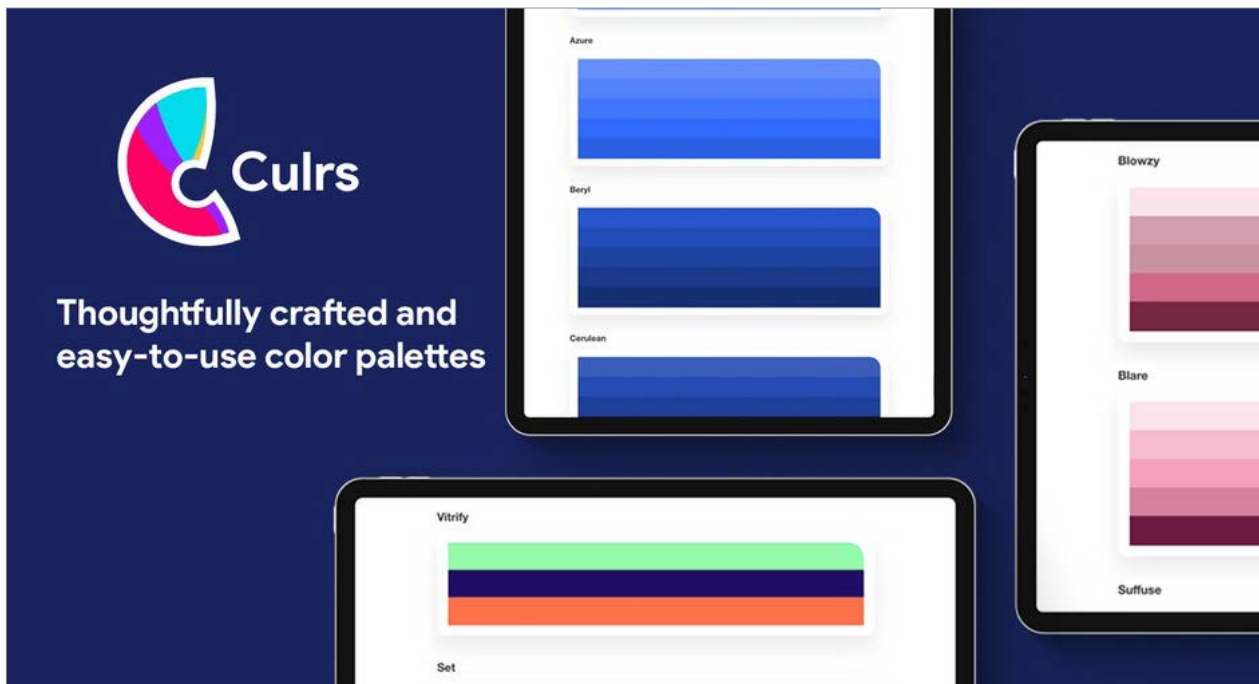 Culrs
Thoughtfully crafted and
easy-to-use color palettes
Azure
Beryl
Cerulean
Blowzy
Blare
Suffuse
Vitrify
Set